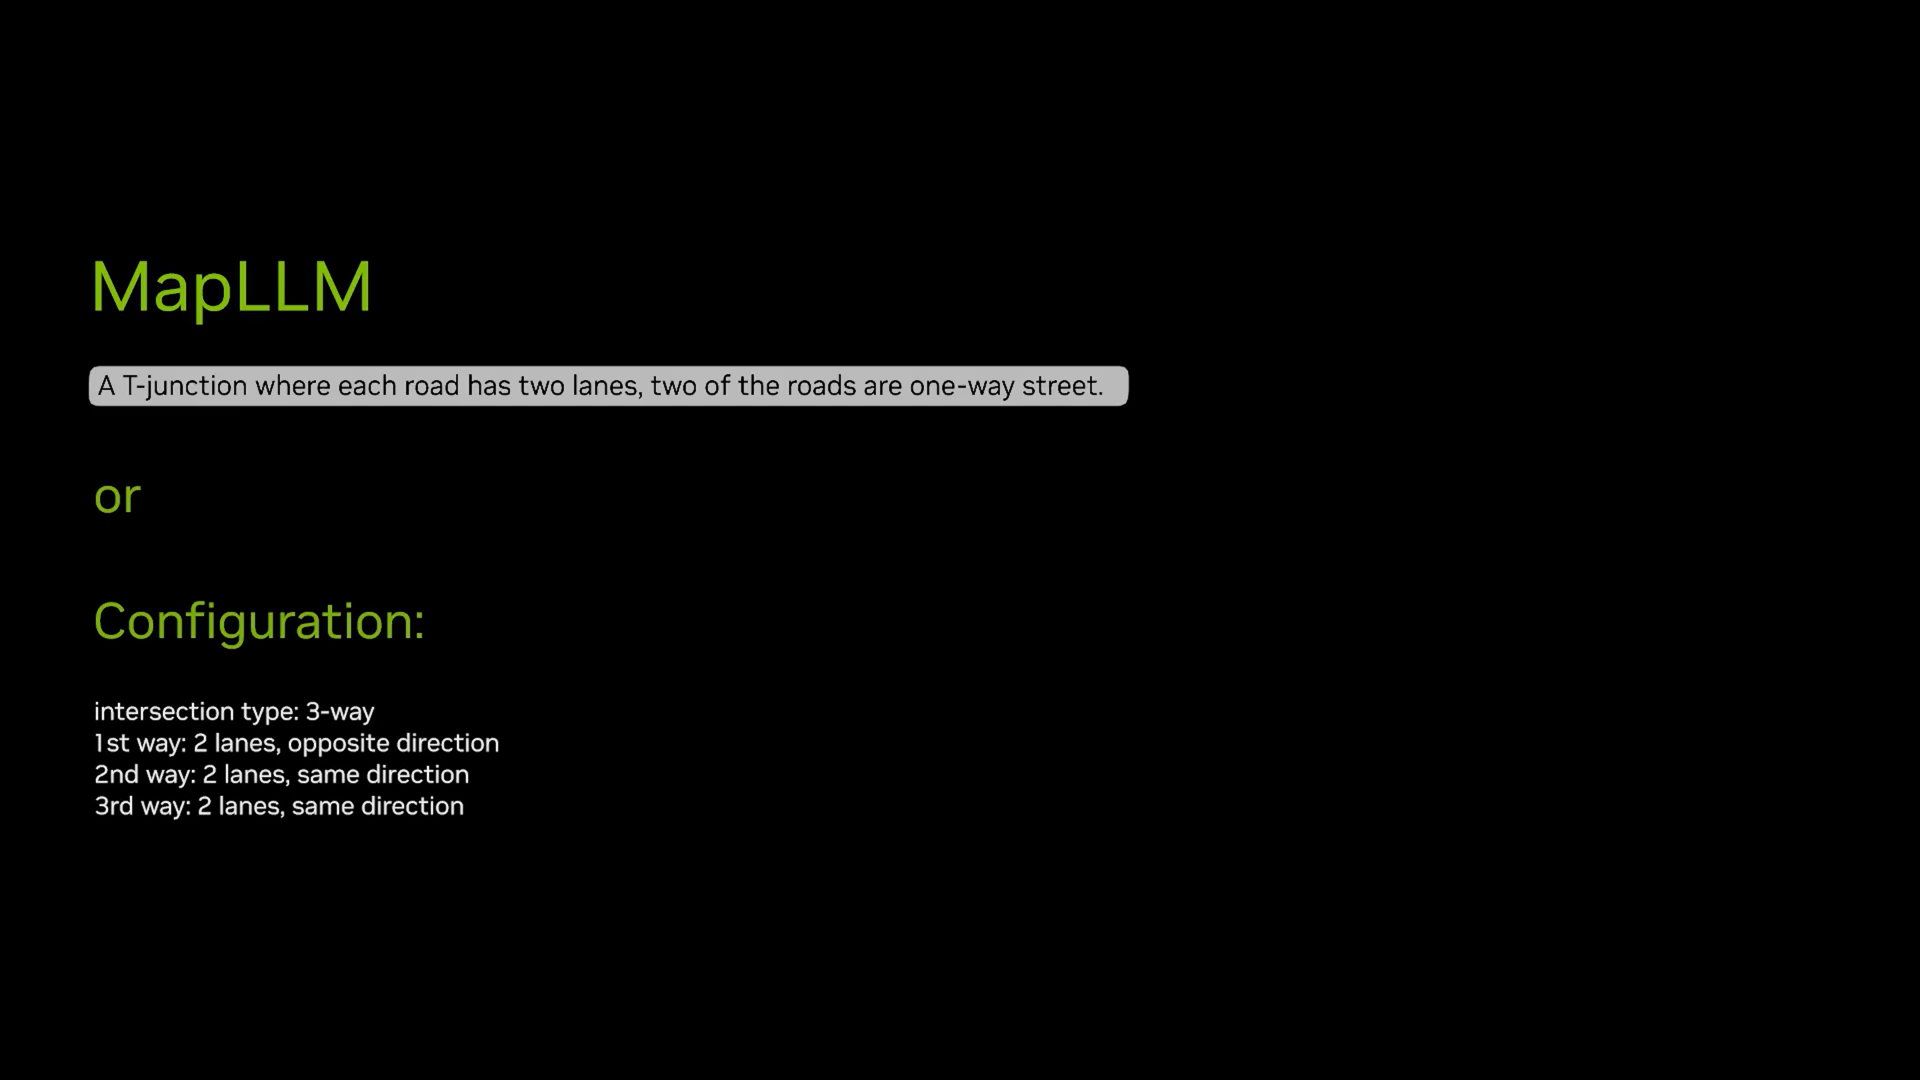 MapLLM
A T-junction where each road has two lanes, two of the roads are one-way street.
or
Configuration:
intersection type: 3-way
1st way: 2 lanes, opposite direction
2nd way: 2 lanes, same direction
3rd way: 2 lanes, same direction